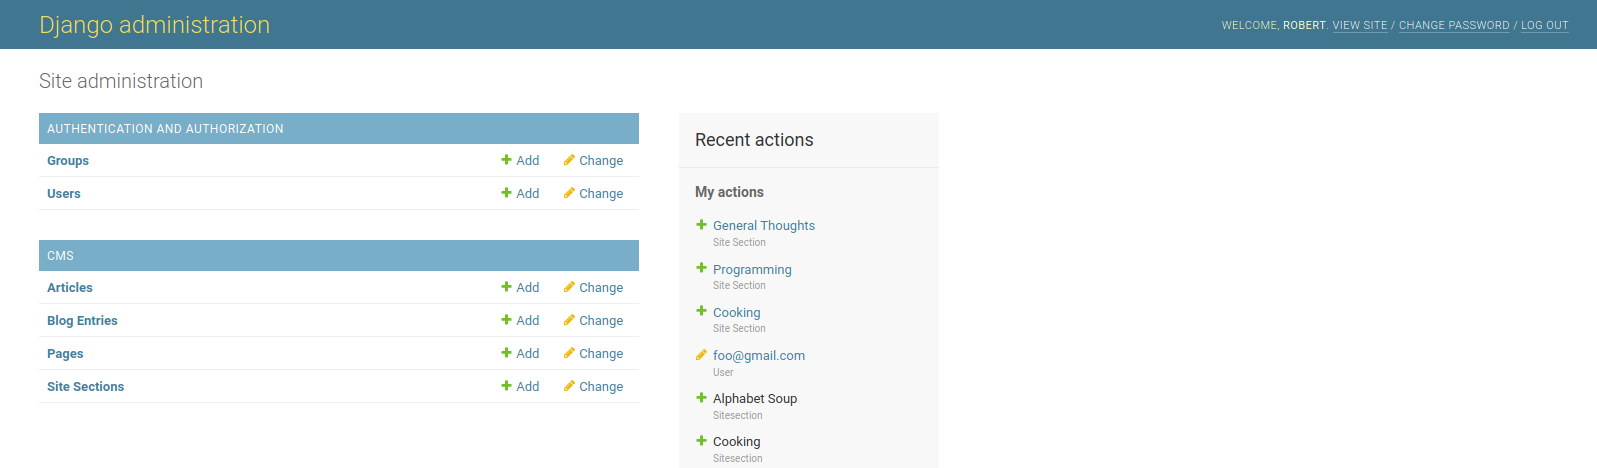 Django administration
WELCOME, ROBERT. VIEW SITE / CHANGE PASSWORD / LOG OUT
Site administration
AUTHENTICATION AND AUTHORIZATION
Groups Add Change
Users Add Change
CMS
Articles Add Change
Blog Entries Add Change
Pages Add Change
Site Sections Add Change
Recent actions
My actions
General Thoughts
Site Section
Programming
Site Section
Cooking
Site Section
foo@gmail.com
User
Alphabet Soup
Sitesection
Cooking
Sitesection